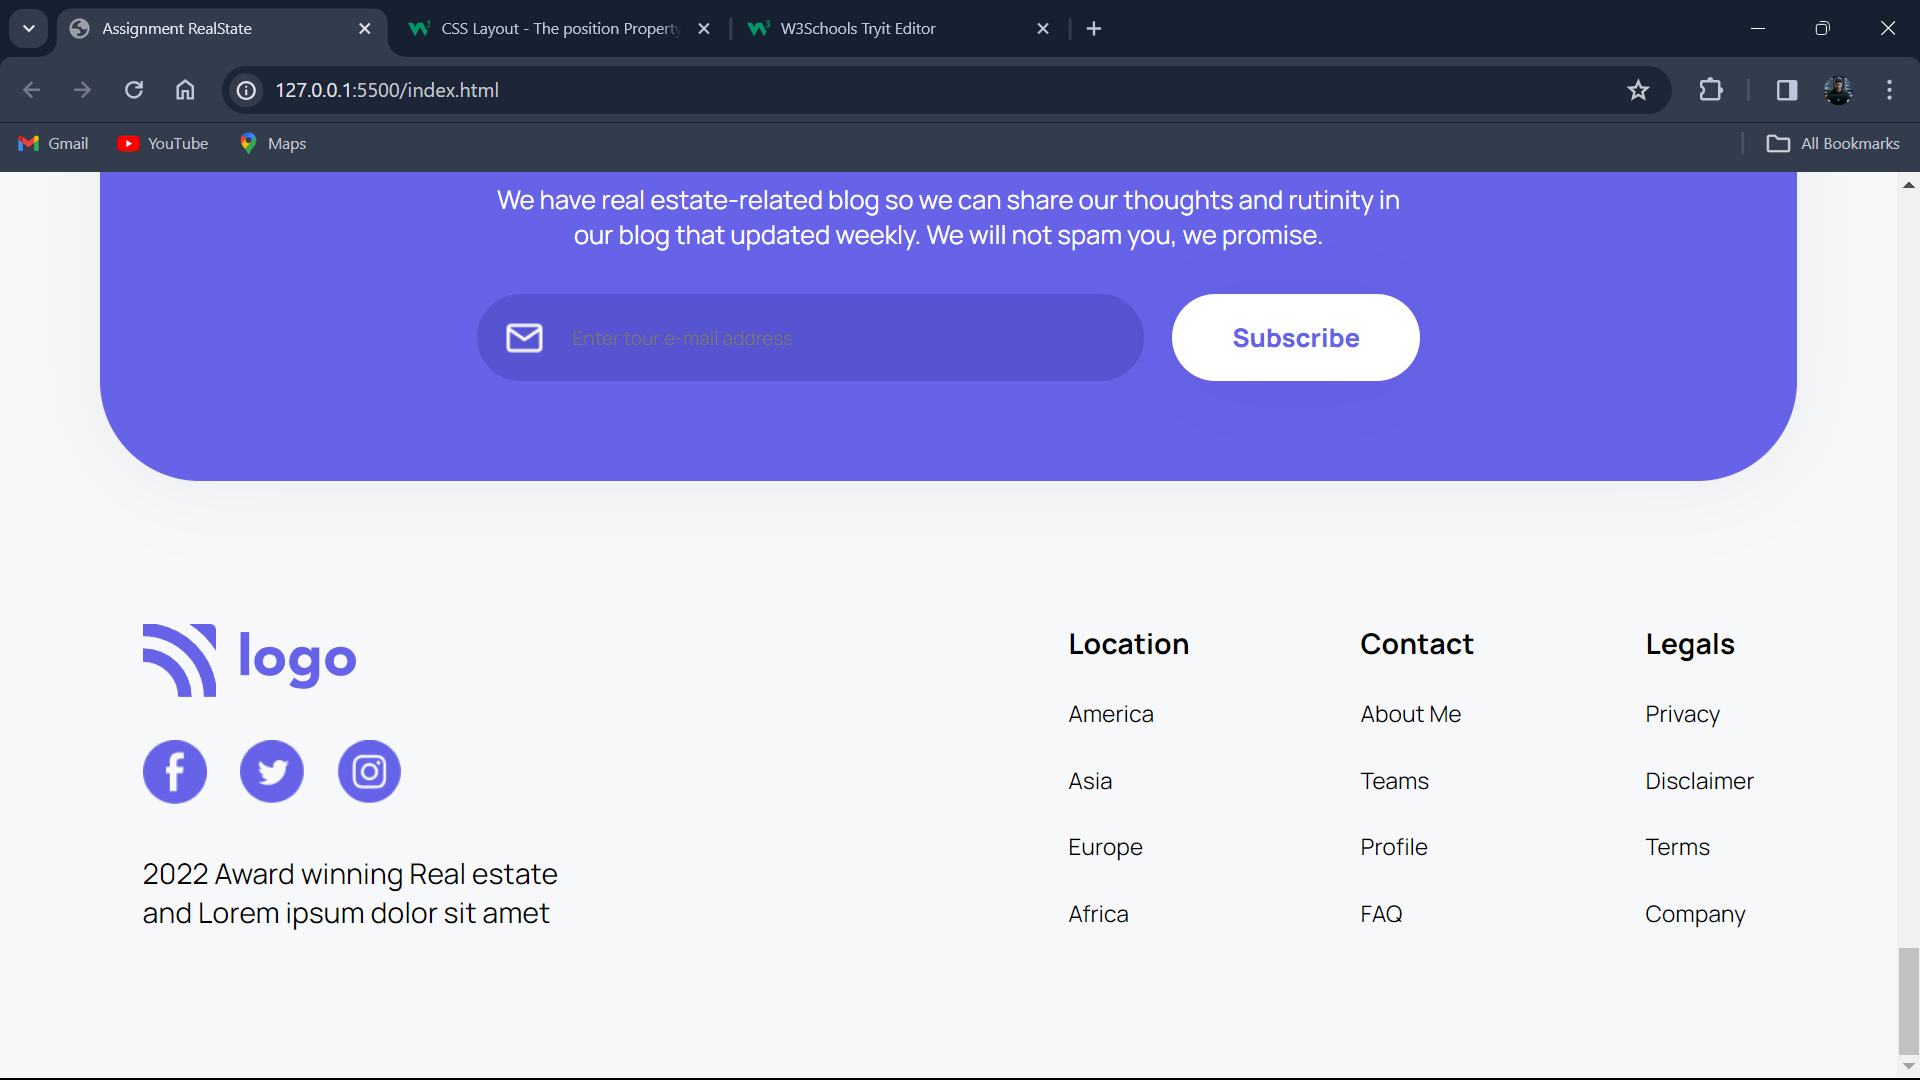 Assignment RealState
CSS Layout - The position Property
W3Schools Tryit Editor
127.0.0.1:5500/index.html
Gmail
YouTube
Maps
All Bookmarks
We have real estate-related blog so we can share our thoughts and rutinity in
our blog that updated weekly. We will not spam you, we promise.
Enter tour e-mail address
Subscribe
logo
2022 Award winning Real estate
and Lorem ipsum dolor sit amet
Location
America
Asia
Europe
Africa
Contact
About Me
Teams
Profile
FAQ
Legals
Privacy
Disclaimer
Terms
Company